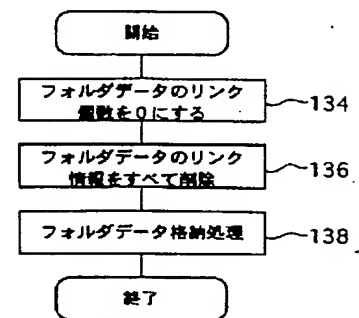 開始
フォルダデータのリンク
個数を0にする
134
フォルダデータのリンク
情報をすべて削除
136
フォルダデータ格納処理
138
終了